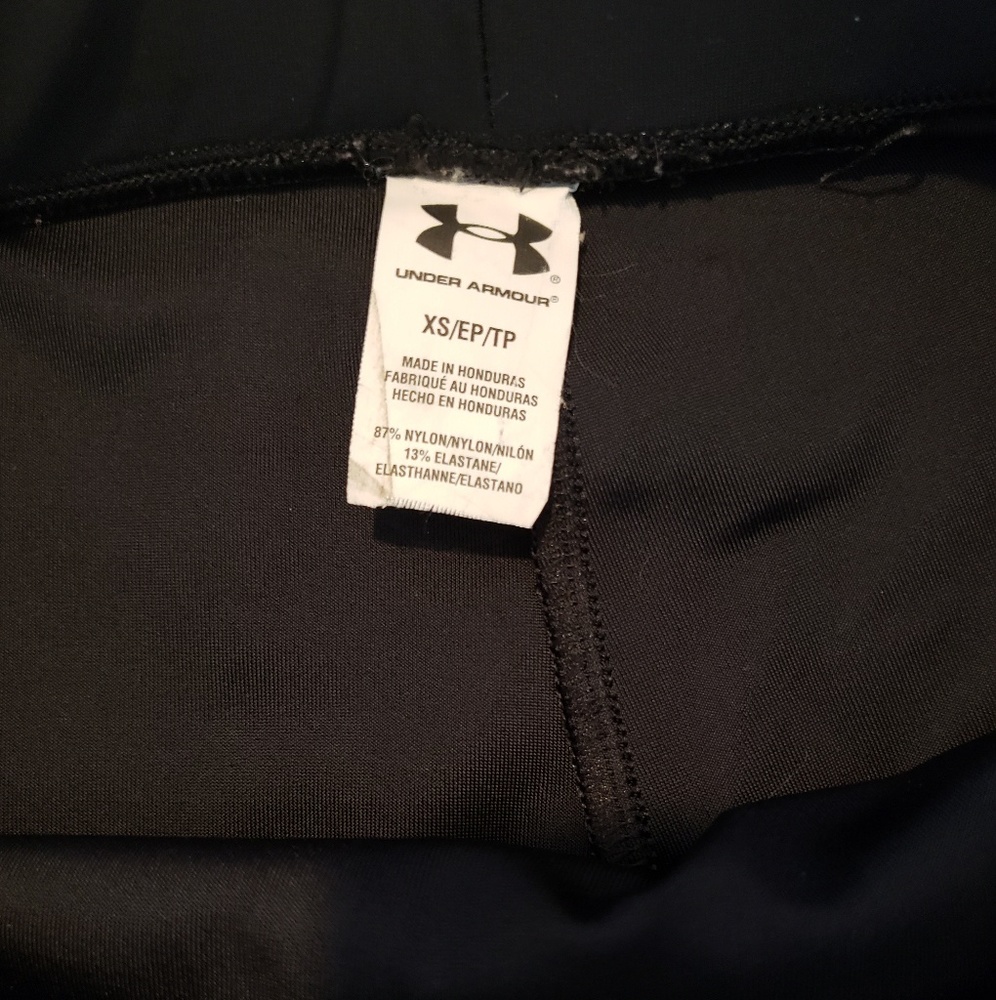 UNDER ARMOUR®
XS/EP/TP
MADE IN HONDURAS
FABRIQUÉ AU HONDURAS
HECHO EN HONDURAS
87% NYLON/NYLON/NILÓN
13% ELASTANE/
ELASTHANNE/ELASTANO